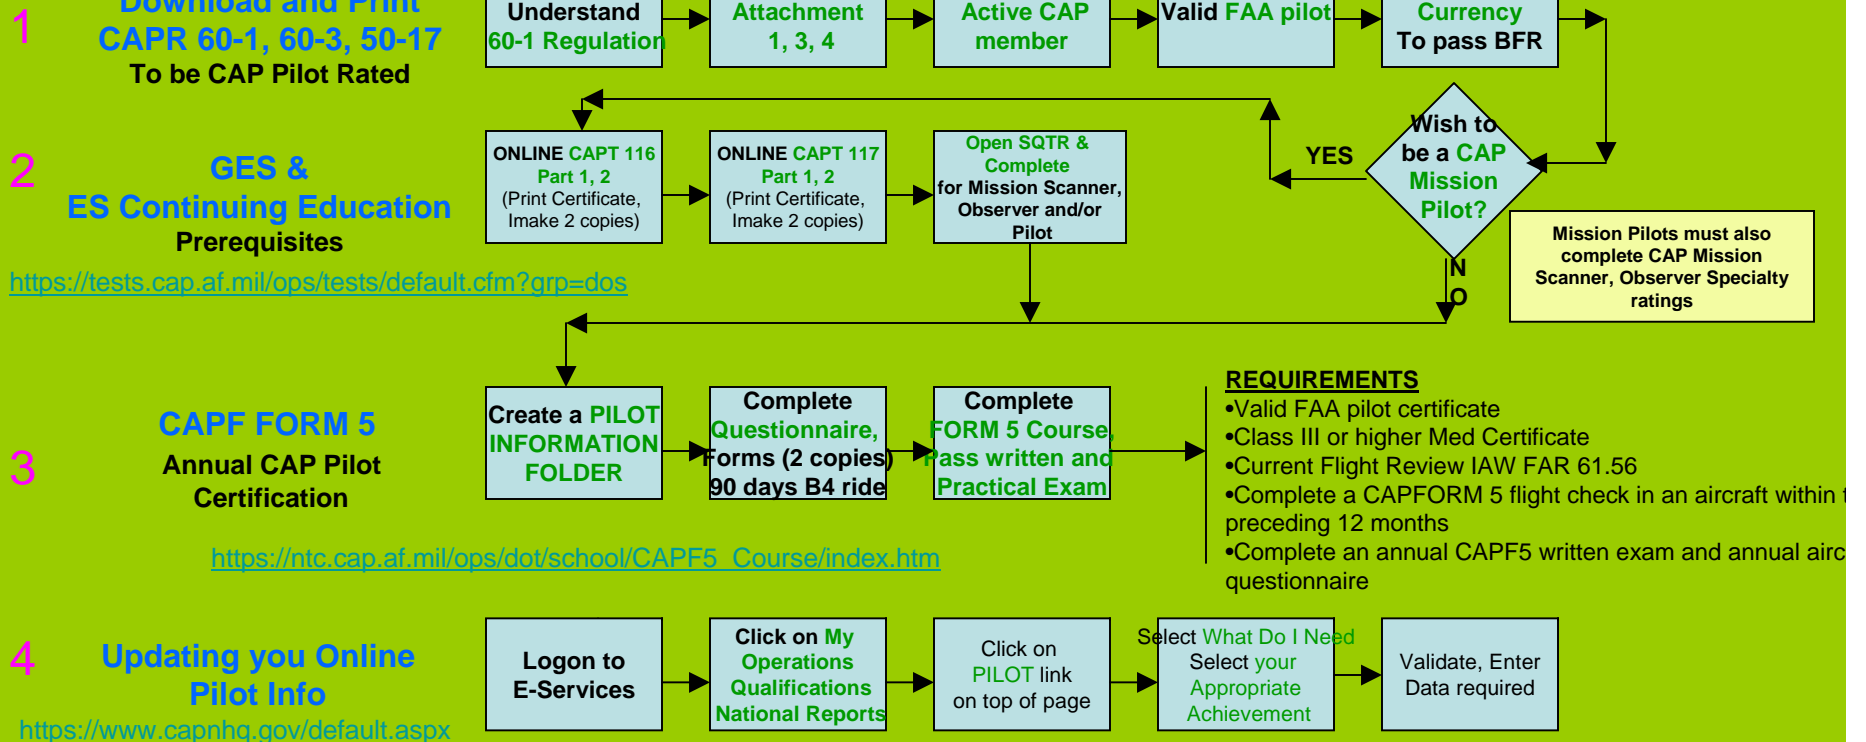 1
Download and Print
CAPR 60-1, 60-3, 50-17
To be CAP Pilot Rated
Understand
60-1 Regulation
Attachment
1, 3, 4
Active CAP
member
Valid FAA pilot
Currency
To pass BFR
2
GES &
ES Continuing Education
Prerequisites
https://tests.cap.af.mil/ops/tests/default.cfm?grp=dos
ONLINE CAPT 116
Part 1, 2
(Print Certificate,
Imake 2 copies)
ONLINE CAPT 117
Part 1, 2
(Print Certificate,
Imake 2 copies)
Open SQTR &
Complete
for Mission Scanner,
Observer and/or
Pilot
YES
Wish to
be a CAP
Mission
Pilot?
N
O
Mission Pilots must also
complete CAP Mission
Scanner, Observer Specialty
ratings
3
CAPF FORM 5
Annual CAP Pilot
Certification
https://ntc.cap.af.mil/ops/dot/school/CAPF5_Course/index.htm
Create a PILOT
INFORMATION
FOLDER
Complete
Questionnaire,
Forms (2 copies)
90 days B4 ride
Complete
FORM 5 Course,
Pass written and
Practical Exam
REQUIREMENTS
•Valid FAA pilot certificate
•Class III or higher Med Certificate
•Current Flight Review IAW FAR 61.56
•Complete a CAPFORM 5 flight check in an aircraft within
preceding 12 months
•Complete an annual CAPF5 written exam and annual
questionnaire
4
Updating you Online
Pilot Info
https://www.capnhq.gov/default.aspx
Logon to
E-Services
Click on My
Operations
Qualifications
National Reports
Click on
PILOT link
on top of page
Select What Do I Need
Select your
Appropriate
Achievement
Validate, Enter
Data required